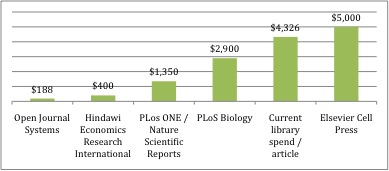 $188
$400
$1,350
$2,900
$4,326
$5,000
Open Journal
Systems
Hindawi
Economics
Research
International
PLos ONE /
Nature
Scientific
Reports
PLoS Biology
Current
library
spend /
article
Elsevier Cell
Press